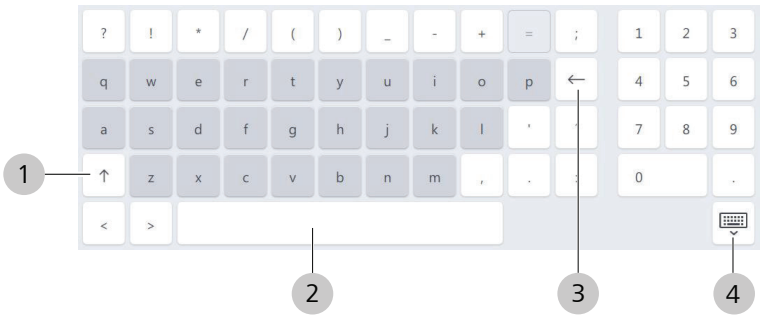 ? ! * / ( ) _ - + = ; 1 2 3
q w e r t y u i o p ← 4 5 6
a s d f g h j k l ' 7 8 9
1 ↑ z x c v b n m , . : 0 .
< >
2 3 4